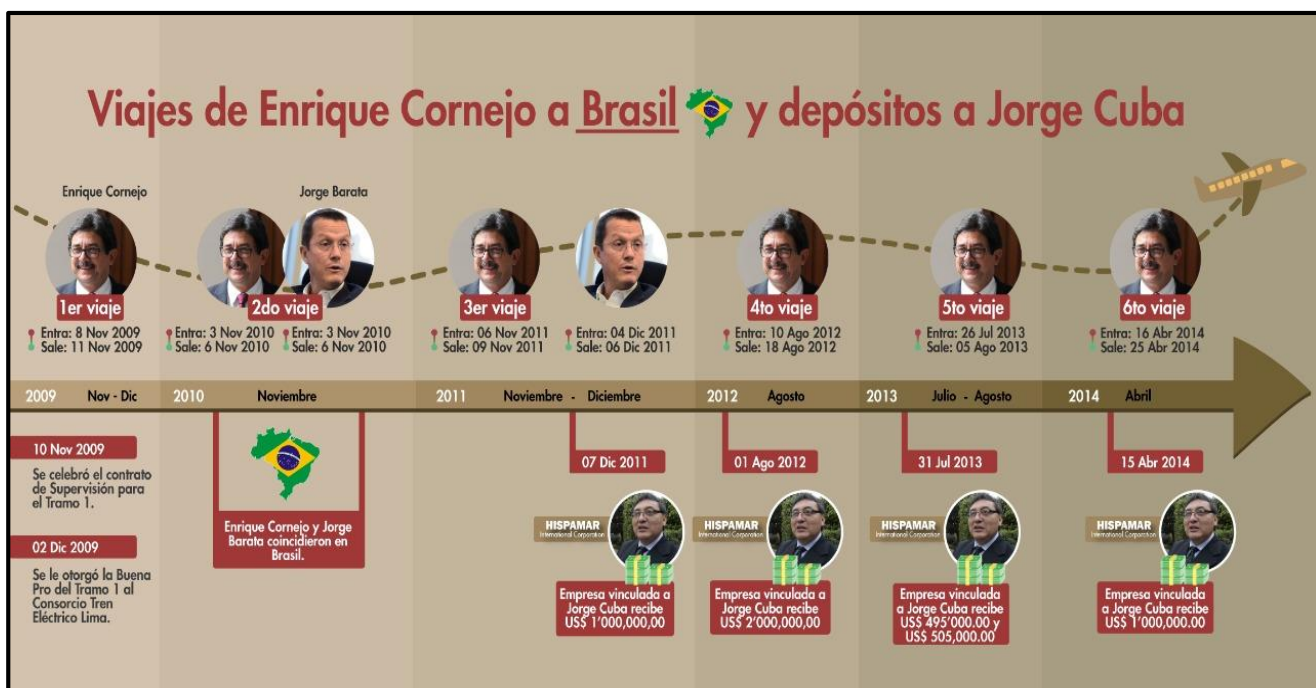 Viajes de Enrique Cornejo a Brasil y depósitos a Jorge Cuba
Enrique Cornejo
Jorge Barata
1er viaje
Entra: 8 Nov 2009
Sale: 11 Nov 2009
2do viaje
Entra: 3 Nov 2010
Sale: 6 Nov 2010
Entra: 3 Nov 2010
Sale: 6 Nov 2010
3er viaje
Entra: 06 Nov 2011
Sale: 09 Nov 2011
Entra: 04 Dic 2011
Sale: 06 Dic 2011
4to viaje
Entra: 10 Ago 2012
Sale: 18 Ago 2012
5to viaje
Entra: 26 Jul 2013
Sale: 05 Ago 2013
6to viaje
Entra: 16 Abr 2014
Sale: 25 Abr 2014
2009 Nov - Dic
2010 Noviembre
2011 Noviembre - Diciembre
2012 Agosto
2013 Julio - Agosto
2014 Abril
10 Nov 2009
Se celebró el contrato
de Supervisión para
el Tramo 1.
02 Dic 2009
Se le otorgó la Buena
Pro del Tramo 1 al
Consorcio Tren
Eléctrico Lima.
Enrique Cornejo y Jorge
Barata coincidieron en
Brasil.
07 Dic 2011
HISPAMAR
International Corporation
Empresa vinculada a
Jorge Cuba recibe
US$ 1'000,000,00
01 Ago 2012
HISPAMAR
International Corporation
Empresa vinculada a
Jorge Cuba recibe
US$ 2'000,000,00
31 Jul 2013
HISPAMAR
International Corporation
Empresa vinculada
a Jorge Cuba recibe
US$ 495'000.00 y
US$ 505,000.00
15 Abr 2014
HISPAMAR
International Corporation
Empresa vinculada
a Jorge Cuba recibe
US$ 1'000,000.00